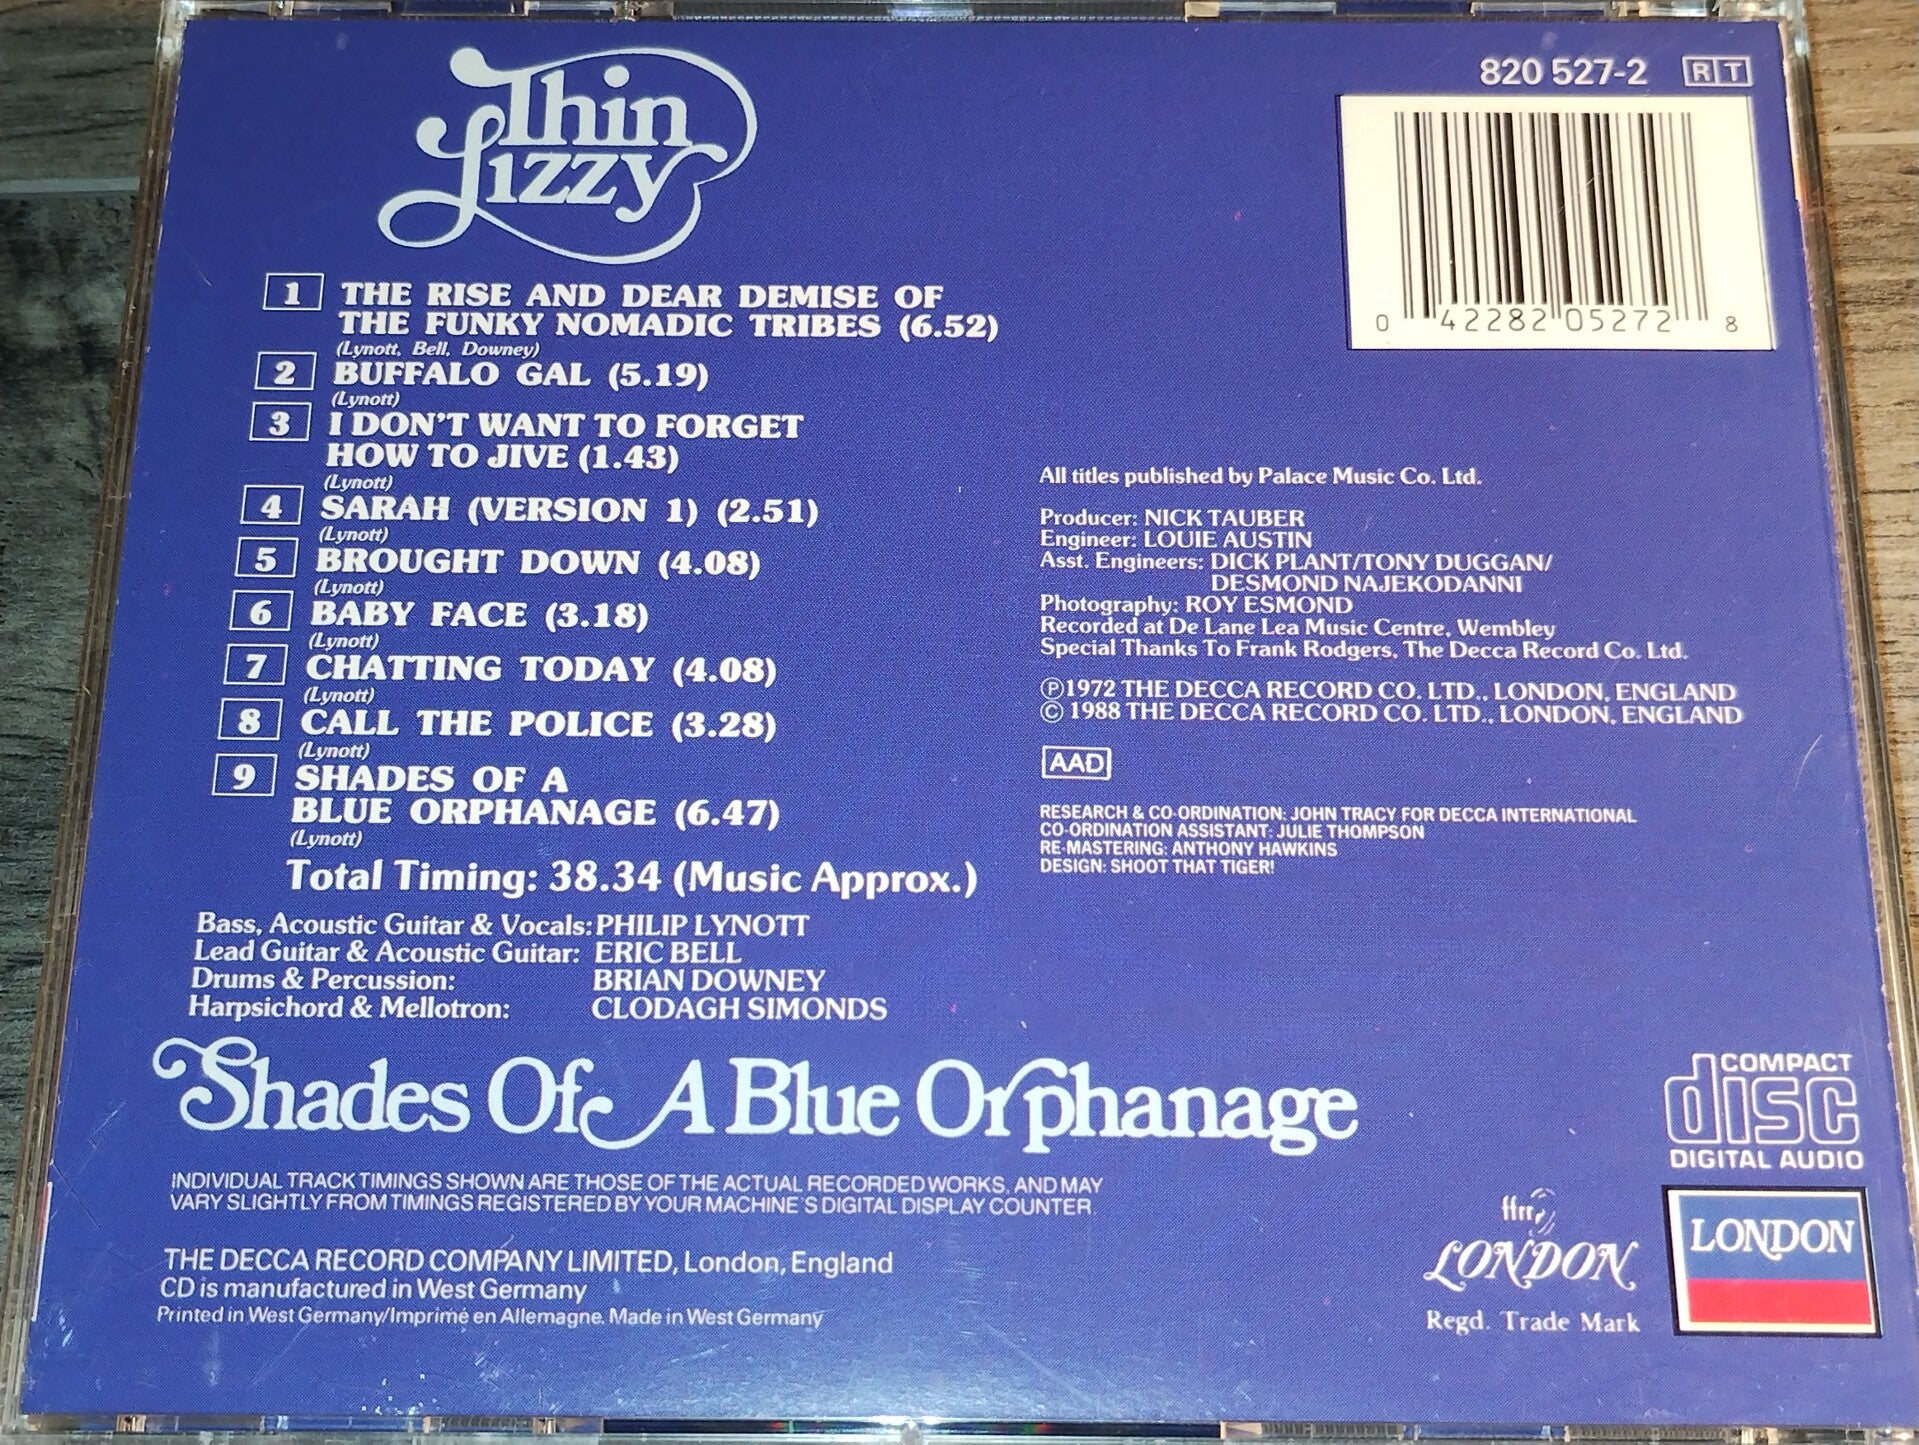 Thin
Lizzy
820 527-2 RT
0 42282 05272 8
1 THE RISE AND DEAR DEMISE OF
THE FUNKY NOMADIC TRIBES (6.52)
(Lynott, Bell, Downey)
2 BUFFALO GAL (5.19)
(Lynott)
3 I DON'T WANT TO FORGET
HOW TO JIVE (1.43)
(Lynott)
4 SARAH (VERSION 1) (2.51)
(Lynott)
5 BROUGHT DOWN (4.08)
(Lynott)
6 BABY FACE (3.18)
(Lynott)
7 CHATTING TODAY (4.08)
(Lynott)
8 CALL THE POLICE (3.28)
(Lynott)
9 SHADES OF A
BLUE ORPHANAGE (6.47)
(Lynott)
Total Timing: 38.34 (Music Approx.)
Bass, Acoustic Guitar & Vocals: PHILIP LYNOTT
Lead Guitar & Acoustic Guitar: ERIC BELL
Drums & Percussion: BRIAN DOWNEY
Harpsichord & Mellotron: CLODAGH SIMONDS
All titles published by Palace Music Co. Ltd.
Producer: NICK TAUBER
Engineer: LOUIE AUSTIN
Asst. Engineers: DICK PLANT/TONY DUGGAN/
DESMOND NAJEKODANNI
Photography: ROY ESMOND
Recorded at De Lane Lea Music Centre, Wembley
Special Thanks To Frank Rodgers, The Decca Record Co. Ltd.
Ⓟ1972 THE DECCA RECORD CO. LTD., LONDON, ENGLAND
© 1988 THE DECCA RECORD CO. LTD., LONDON, ENGLAND
AAD
RESEARCH & CO-ORDINATION: JOHN TRACY FOR DECCA INTERNATIONAL
CO-ORDINATION ASSISTANT: JULIE THOMPSON
RE-MASTERING: ANTHONY HAWKINS
DESIGN: SHOOT THAT TIGER!
Shades Of A Blue Orphanage
INDIVIDUAL TRACK TIMINGS SHOWN ARE THOSE OF THE ACTUAL RECORDED WORKS, AND MAY
VARY SLIGHTLY FROM TIMINGS REGISTERED BY YOUR MACHINE'S DIGITAL DISPLAY COUNTER.
THE DECCA RECORD COMPANY LIMITED, London, England
CD is manufactured in West Germany
Printed in West Germany/Imprimé en Allemagne. Made in West Germany
COMPACT
disc
DIGITAL AUDIO
ffrr
LONDON
Regd. Trade Mark
LONDON